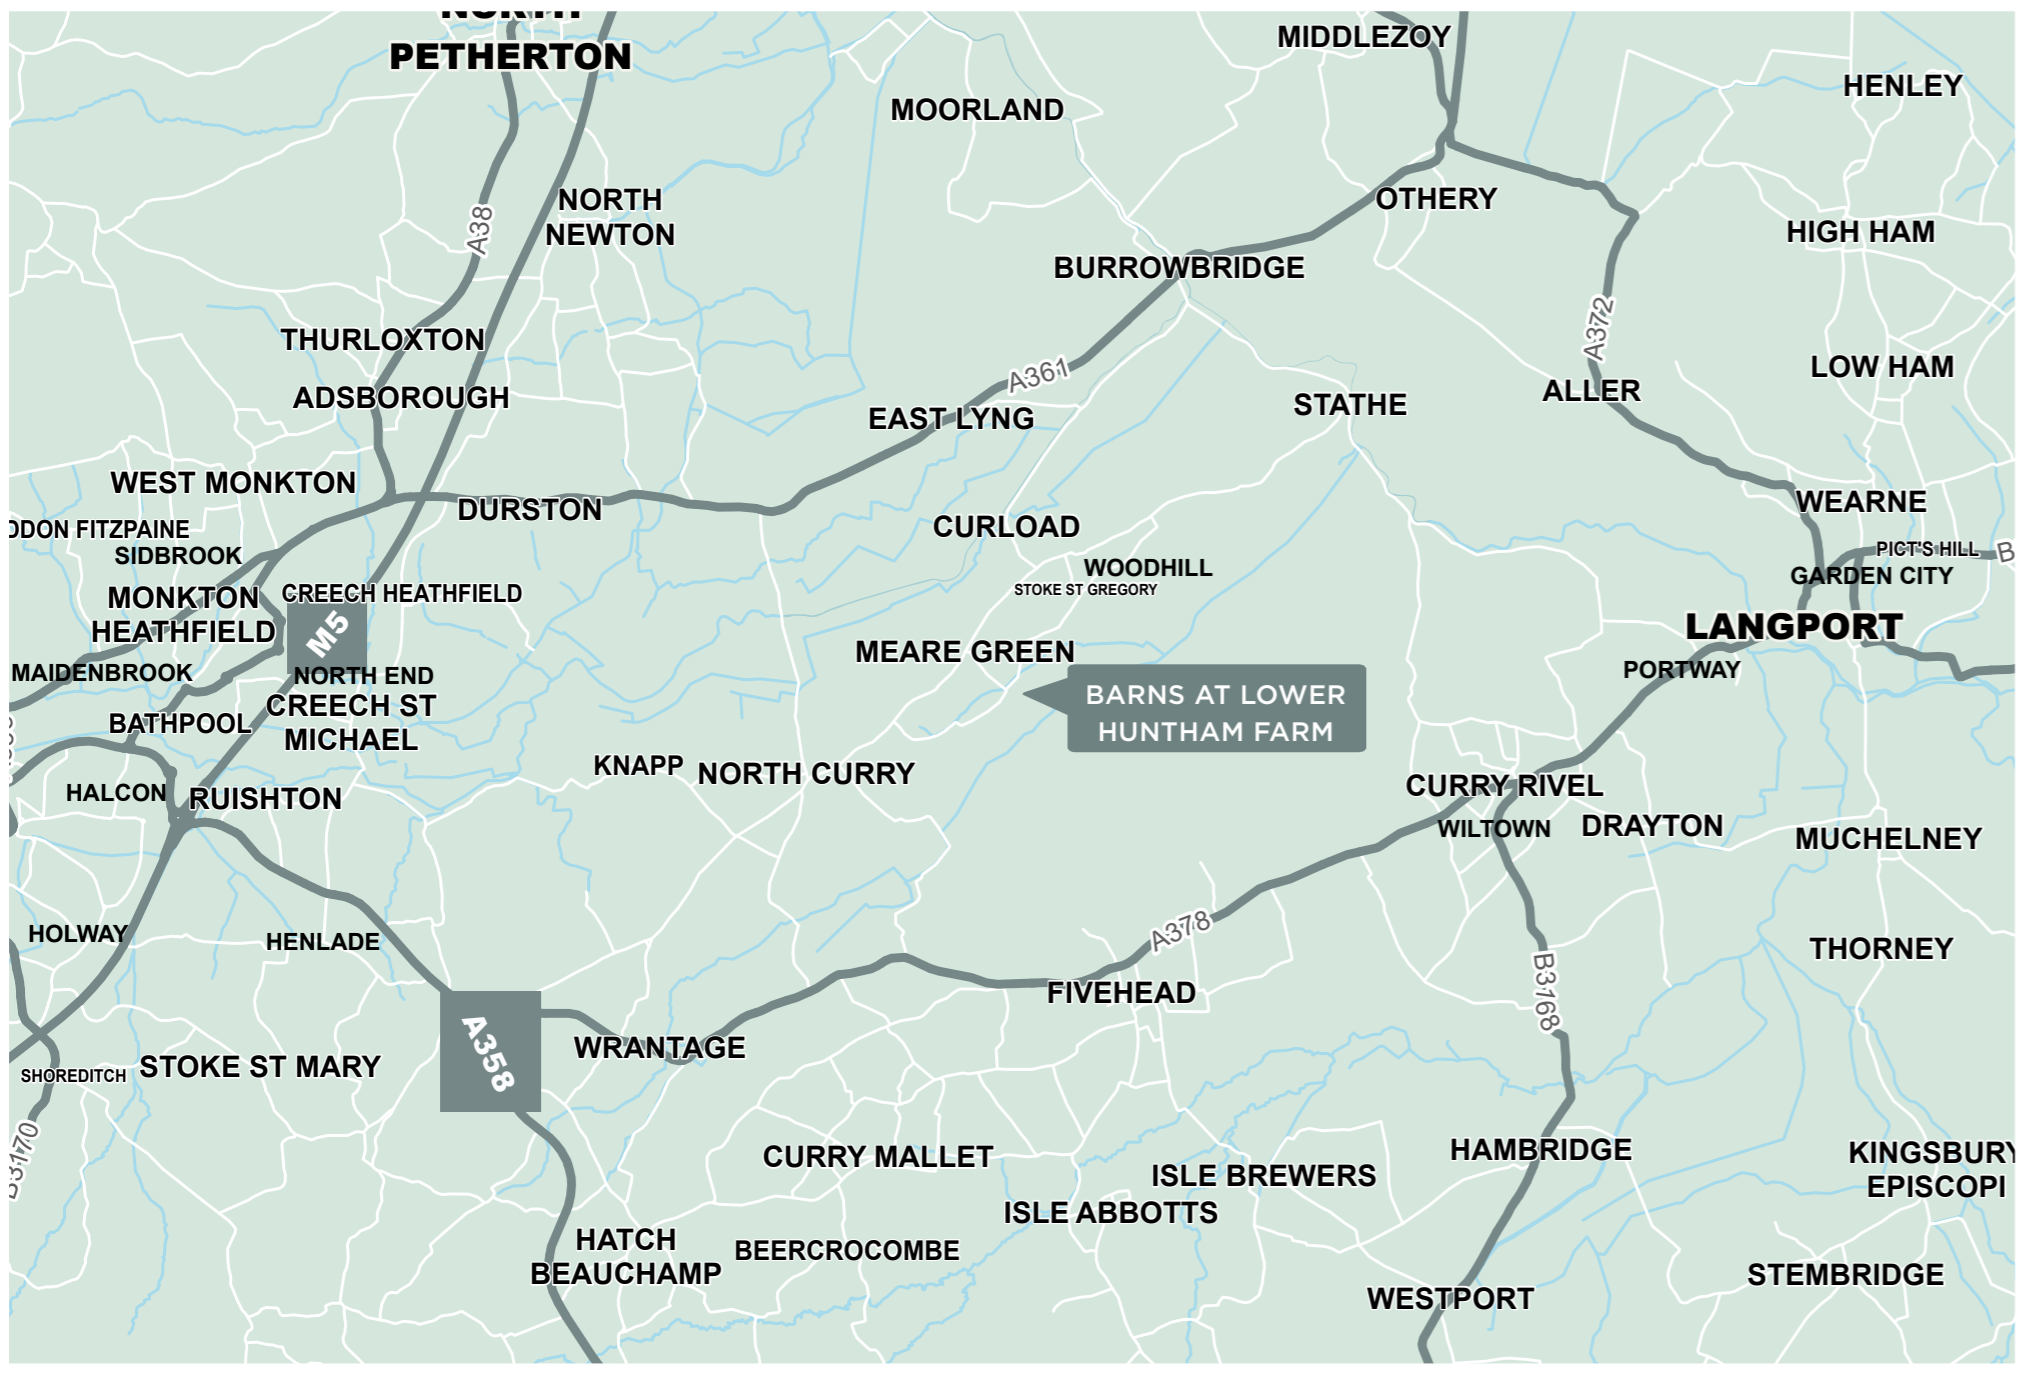 NORTH
PETHERTON
MIDDLEZOY
HENLEY
MOORLAND
NORTH
NEWTON
OTHERY
A38
HIGH HAM
BURROWBRIDGE
THURLOXTON
A372
LOW HAM
A361
ALLER
ADSBOROUGH
STATHE
EAST LYNG
WEST MONKTON
WEARNE
DURSTON
CURLOAD
FITZPAINE
SIDBROOK
PICT'S HILL
B
WOODHILL
GARDEN CITY
STOKE ST GREGORY
CREECH HEATHFIELD
MONKTON
HEATHFIELD
M5
LANGPORT
MEARE GREEN
MAIDENBROOK
NORTH END
PORTWAY
BARNS AT LOWER
HUNTHAM FARM
CREECH ST
MICHAEL
BATHPOOL
KNAPP
NORTH CURRY
CURRY RIVEL
HALCON
RUISHTON
WILTOWN
DRAYTON
MUCHELNEY
A378
HOLWAY
HENLADE
THORNEY
B3168
FIVEHEAD
A358
WRANTAGE
STOKE ST MARY
SHOREDITCH
B3170
CURRY MALLET
HAMBRIDGE
KINGSBURY
EPISCOPI
ISLE BREWERS
ISLE ABBOTTS
HATCH
BEAUCHAMP
BEERCROCOMBE
STEMBRIDGE
WESTPORT